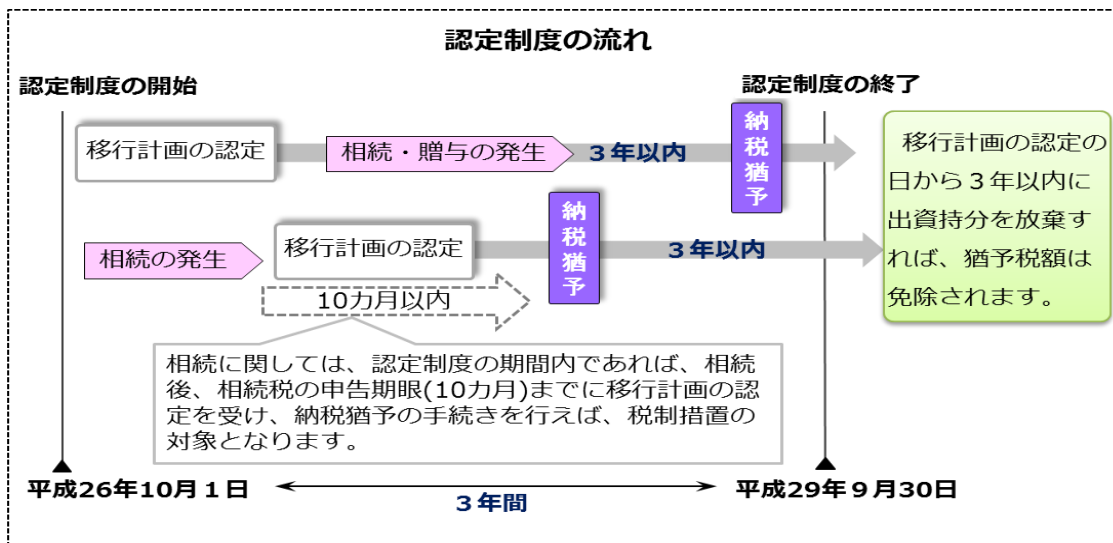 認定制度の流れ
認定制度の開始
認定制度の終了
移行計画の認定
相続・贈与の発生
3年以内
納税猶予
相続の発生
移行計画の認定
納税猶予
3年以内
10カ月以内
移行計画の認定の
日から3年以内に
出資持分を放棄す
れば、猶予税額は
免除されます。
相続に関しては、認定制度の期間内であれば、相続
後、相続税の申告期眼(10カ月)までに移行計画の認
定を受け、納税猶予の手続きを行えば、税制措置の
対象となります。
平成26年10月1日
3年間
平成29年9月30日